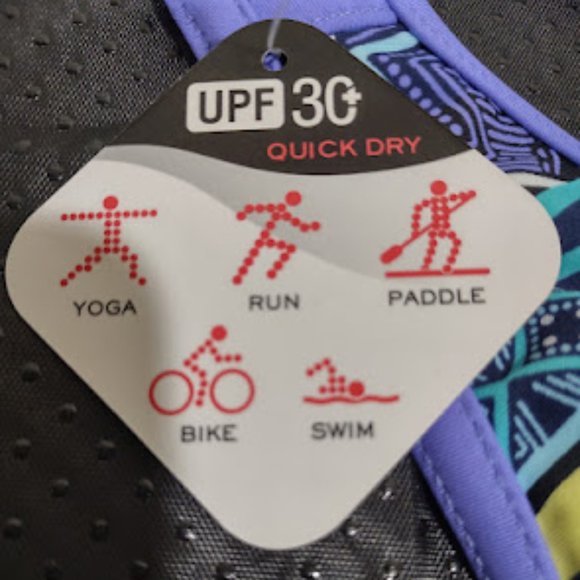 UPF 30+
QUICK DRY
YOGA RUN PADDLE
BIKE SWIM